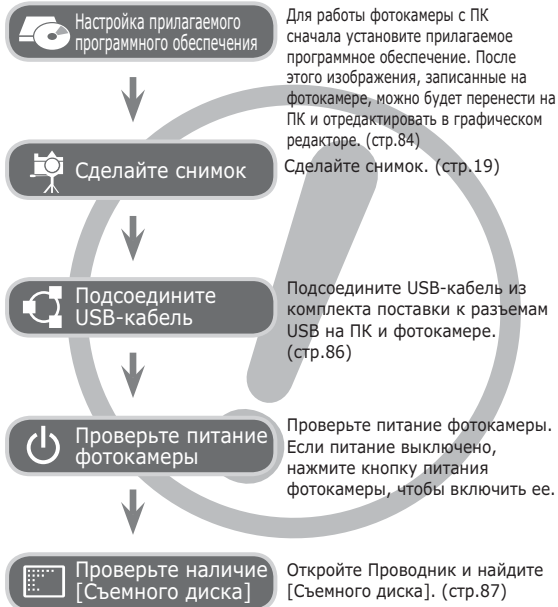 Настройка прилагаемого
программного обеспечения
Для работы фотокамеры с ПК
сначала установите прилагаемое
программное обеспечение. После
этого изображения, записанные на
фотокамере, можно будет перенести на
ПК и отредактировать в графическом
редакторе. (стр.84)
Сделайте снимок
Сделайте снимок. (стр.19)
Подсоедините
USB-кабель
Подсоедините USB-кабель из
комплекта поставки к разъемам
USB на ПК и фотокамере.
(стр.86)
Проверьте питание
фотокамеры
Проверьте питание фотокамеры.
Если питание выключено,
нажмите кнопку питания
фотокамеры, чтобы включить ее.
Проверьте наличие
[Съемного диска]
Откройте Проводник и найдите
[Съемного диска]. (стр.87)